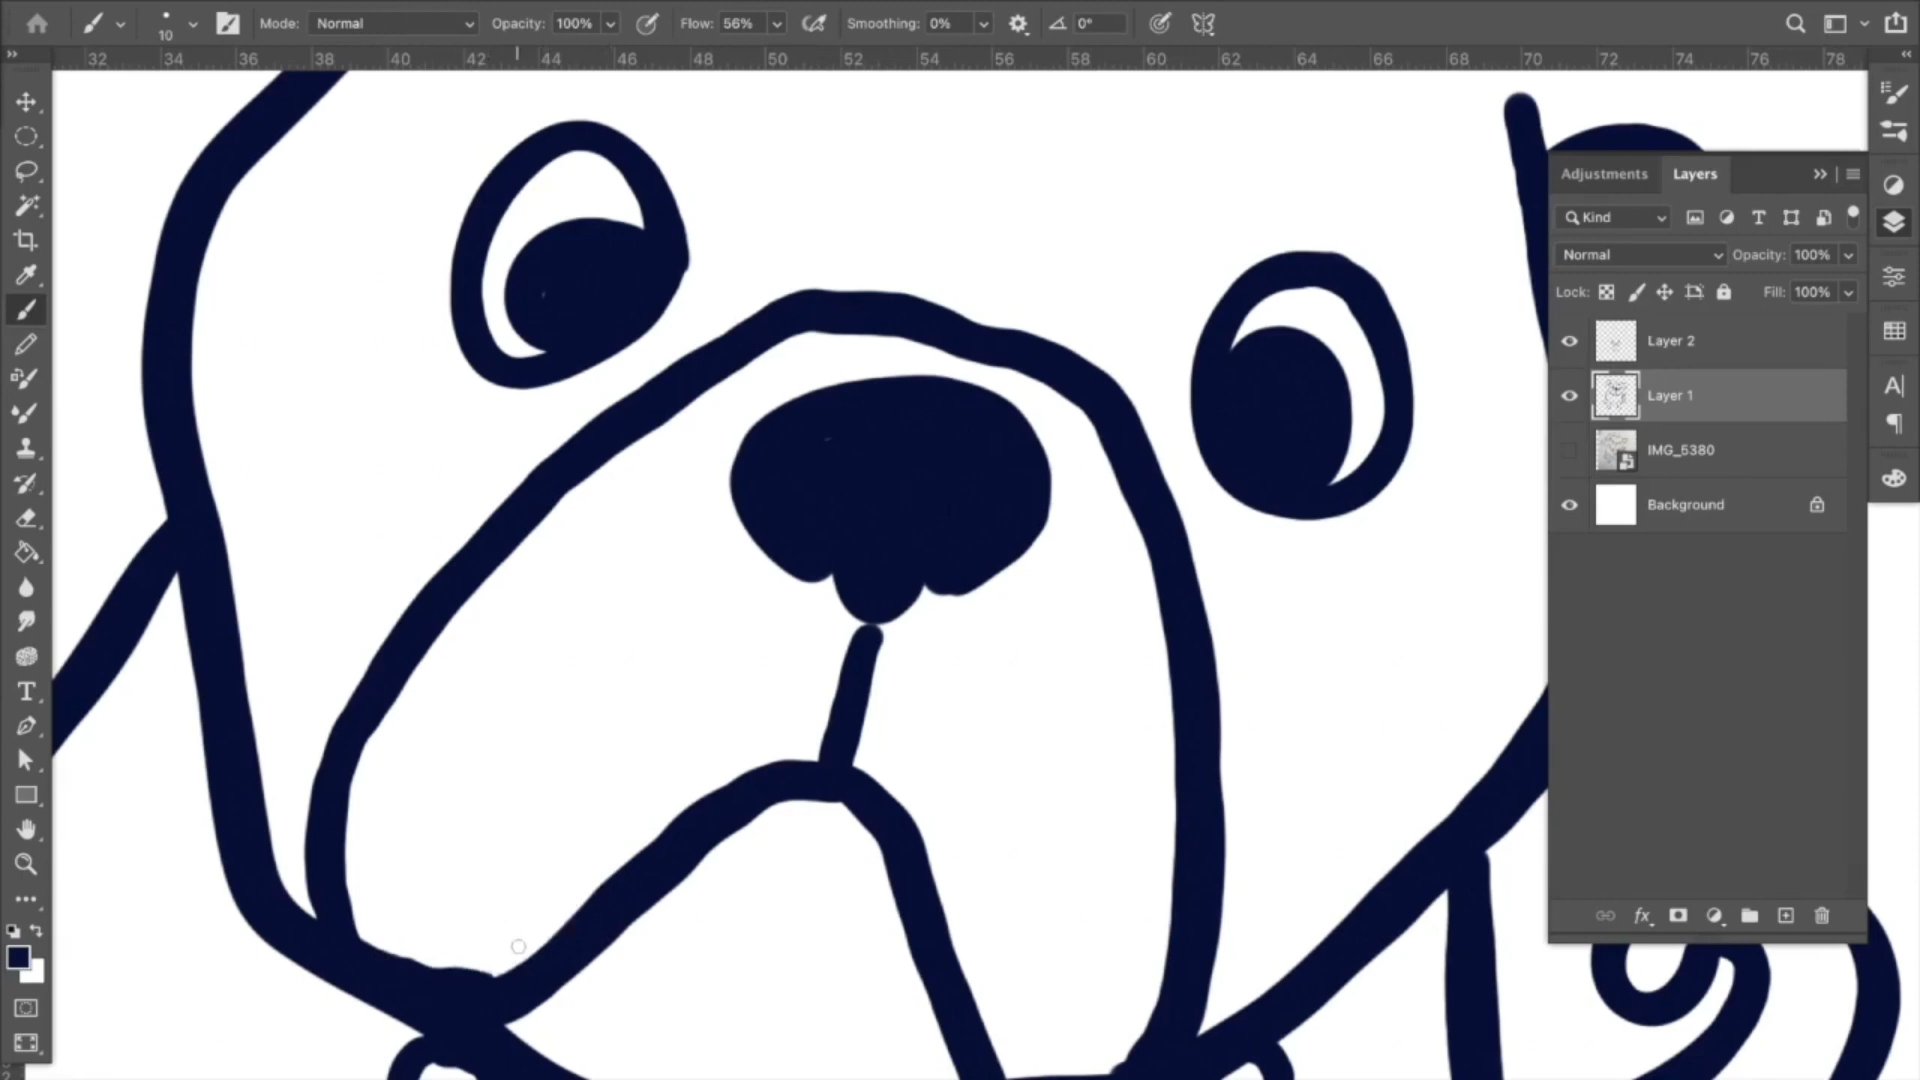 10 Mode: Normal Opacity: 100% Flow: 56% Smoothing: 0% 0°
32 34 36 38 40 42 44 46 48 50 52 54 56 58 60 62 64 66 68 70 72 74 76 78
Adjustments Layers
Kind
Normal Opacity: 100%
Lock: Fill: 100%
Layer 2
Layer 1
IMG_5380
Background
fx